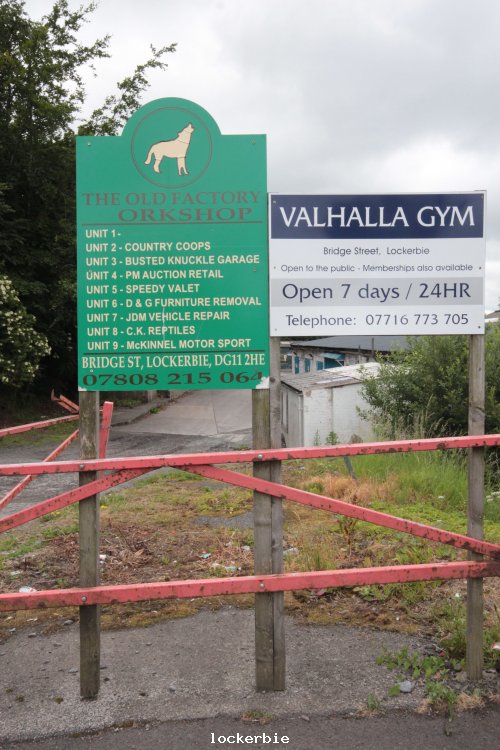 THE OLD FACTORY
ORKSHOP
UNIT 1-
UNIT 2 - COUNTRY COOPS
UNIT 3 - BUSTED KNUCKLE GARAGE
UNIT 4 - PM AUCTION RETAIL
UNIT 5 - SPEEDY VALET
UNIT 6 - D & G FURNITURE REMOVAL
UNIT 7 - JDM VEHICLE REPAIR
UNIT 8 - C.K. REPTILES
UNIT 9 - McKINNEL MOTOR SPORT
BRIDGE ST, LOCKERBIE, DG11 2HE
07808 215 064
VALHALLA GYM
Bridge Street, Lockerbie
Open to the public - Memberships also available
Open 7 days / 24HR
Telephone: 07716 773 705
lockerbie